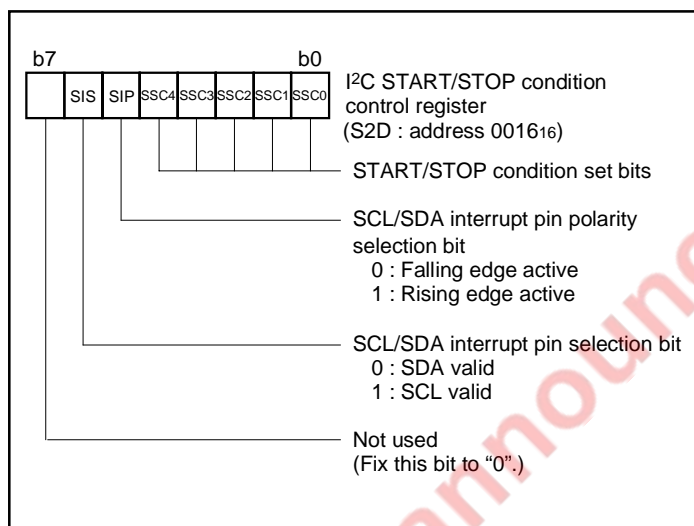 b7 b0
SIS SIP SSC4 SSC3 SSC2 SSC1 SSC0
I²C START/STOP condition
control register
(S2D : address 0016₁₆)
START/STOP condition set bits
SCL/SDA interrupt pin polarity
selection bit
0 : Falling edge active
1 : Rising edge active
SCL/SDA interrupt pin selection bit
0 : SDA valid
1 : SCL valid
Not used
(Fix this bit to “0”.)
announ